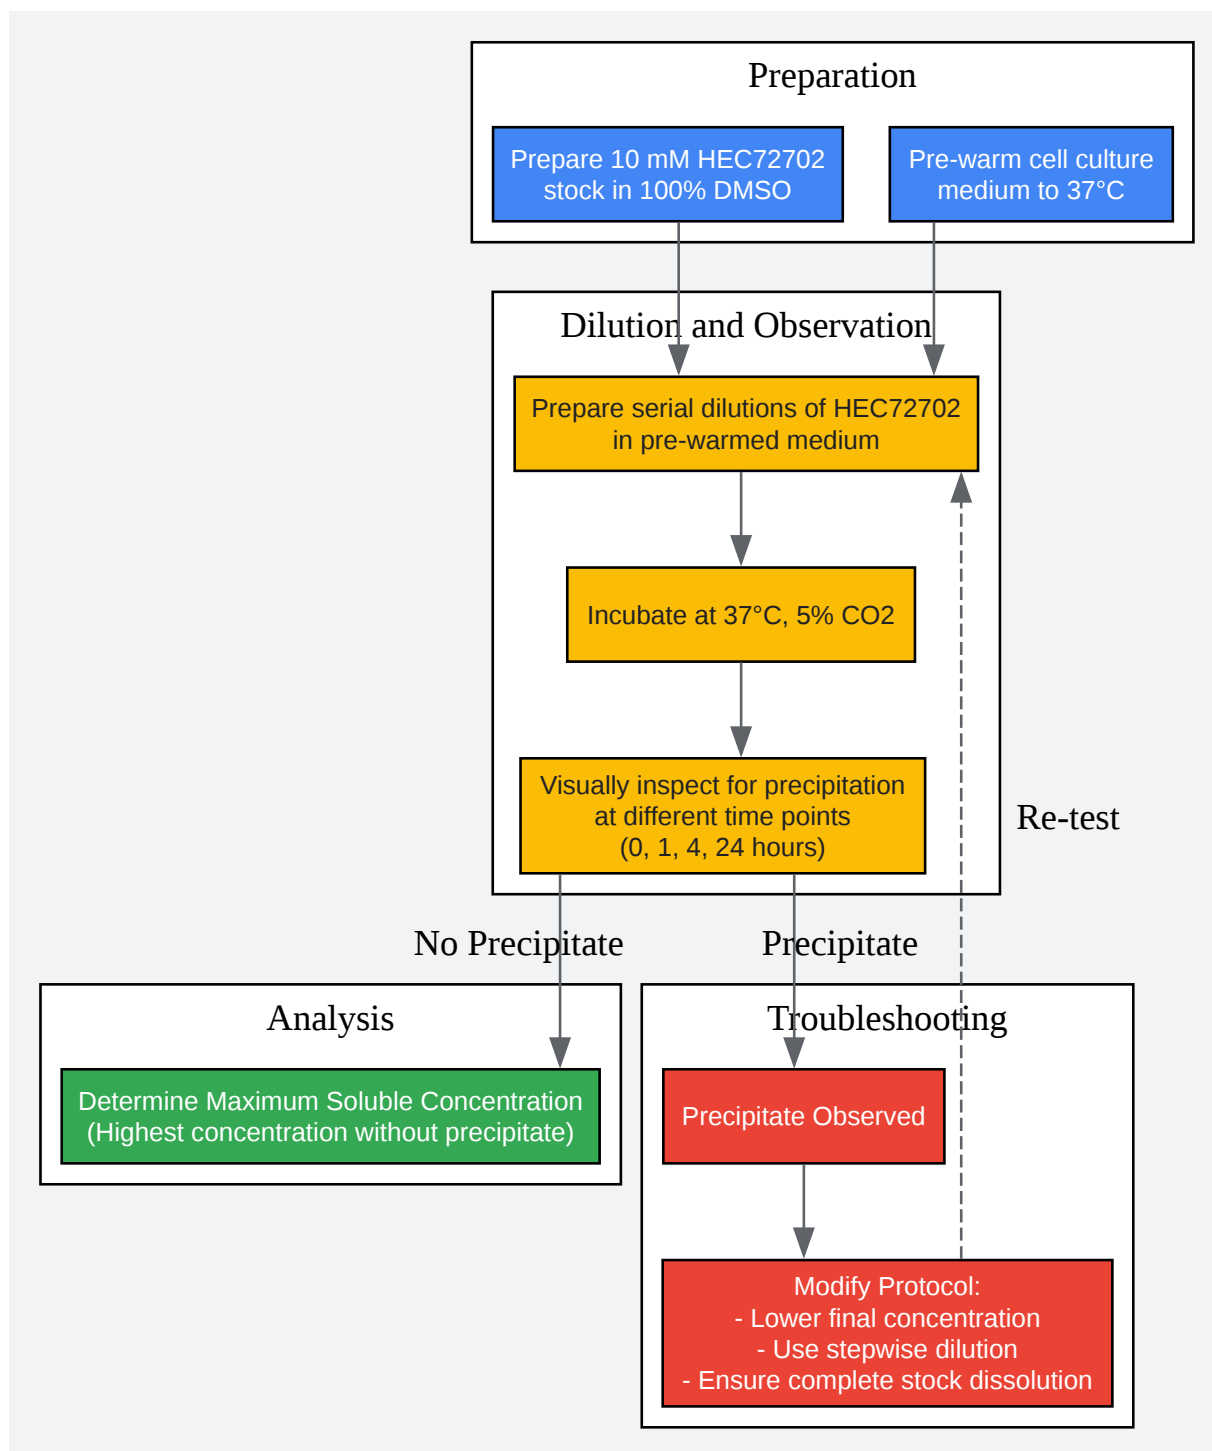 Preparation
Prepare 10 mM HEC72702
stock in 100% DMSO
Pre-warm cell culture
medium to 37°C
Dilution and Observation
Prepare serial dilutions of HEC72702
in pre-warmed medium
Incubate at 37°C, 5% CO2
Visually inspect for precipitation
at different time points
(0, 1, 4, 24 hours)
Re-test
No Precipitate
Precipitate
Analysis
Determine Maximum Soluble Concentration
(Highest concentration without precipitate)
Troubleshooting
Precipitate Observed
Modify Protocol:
- Lower final concentration
- Use stepwise dilution
- Ensure complete stock dissolution